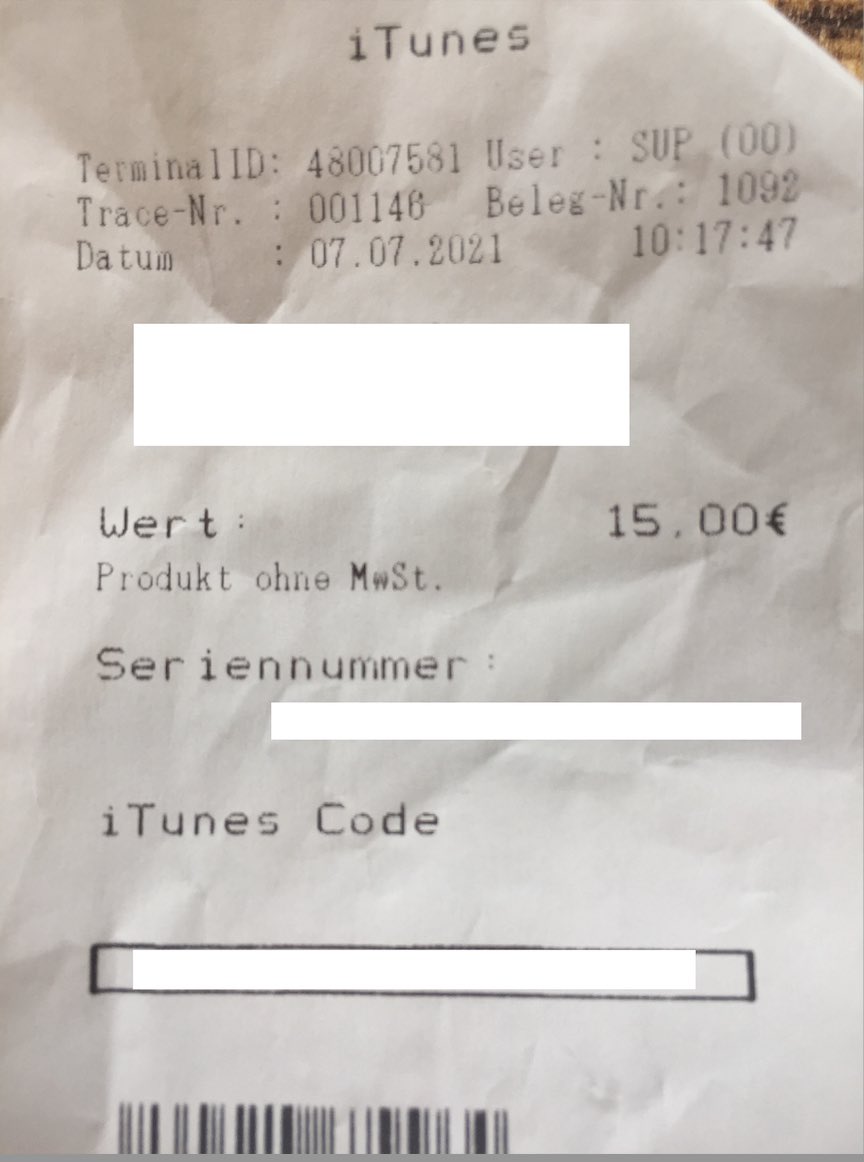 iTunes
TerminalID: 48007581 User : SUP (00)
Trace-Nr. : 001146 Beleg-Nr.: 1092
Datum : 07.07.2021 10:17:47
Wert: 15,00€
Produkt ohne MwSt.
Seriennummer:
iTunes Code